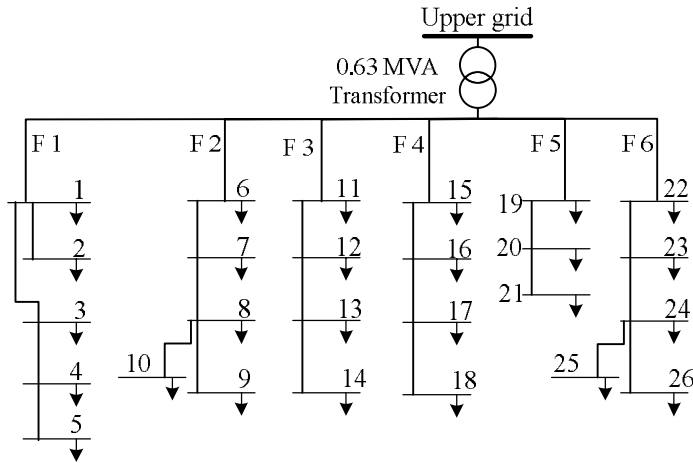 Upper grid
0.63 MVA
Transformer
F 1 F 2 F 3 F 4 F 5 F 6
1 6 11 15 19 22
2 7 12 16 20 23
3 8 13 17 21 24
10 25
4 9 14 18 26
5